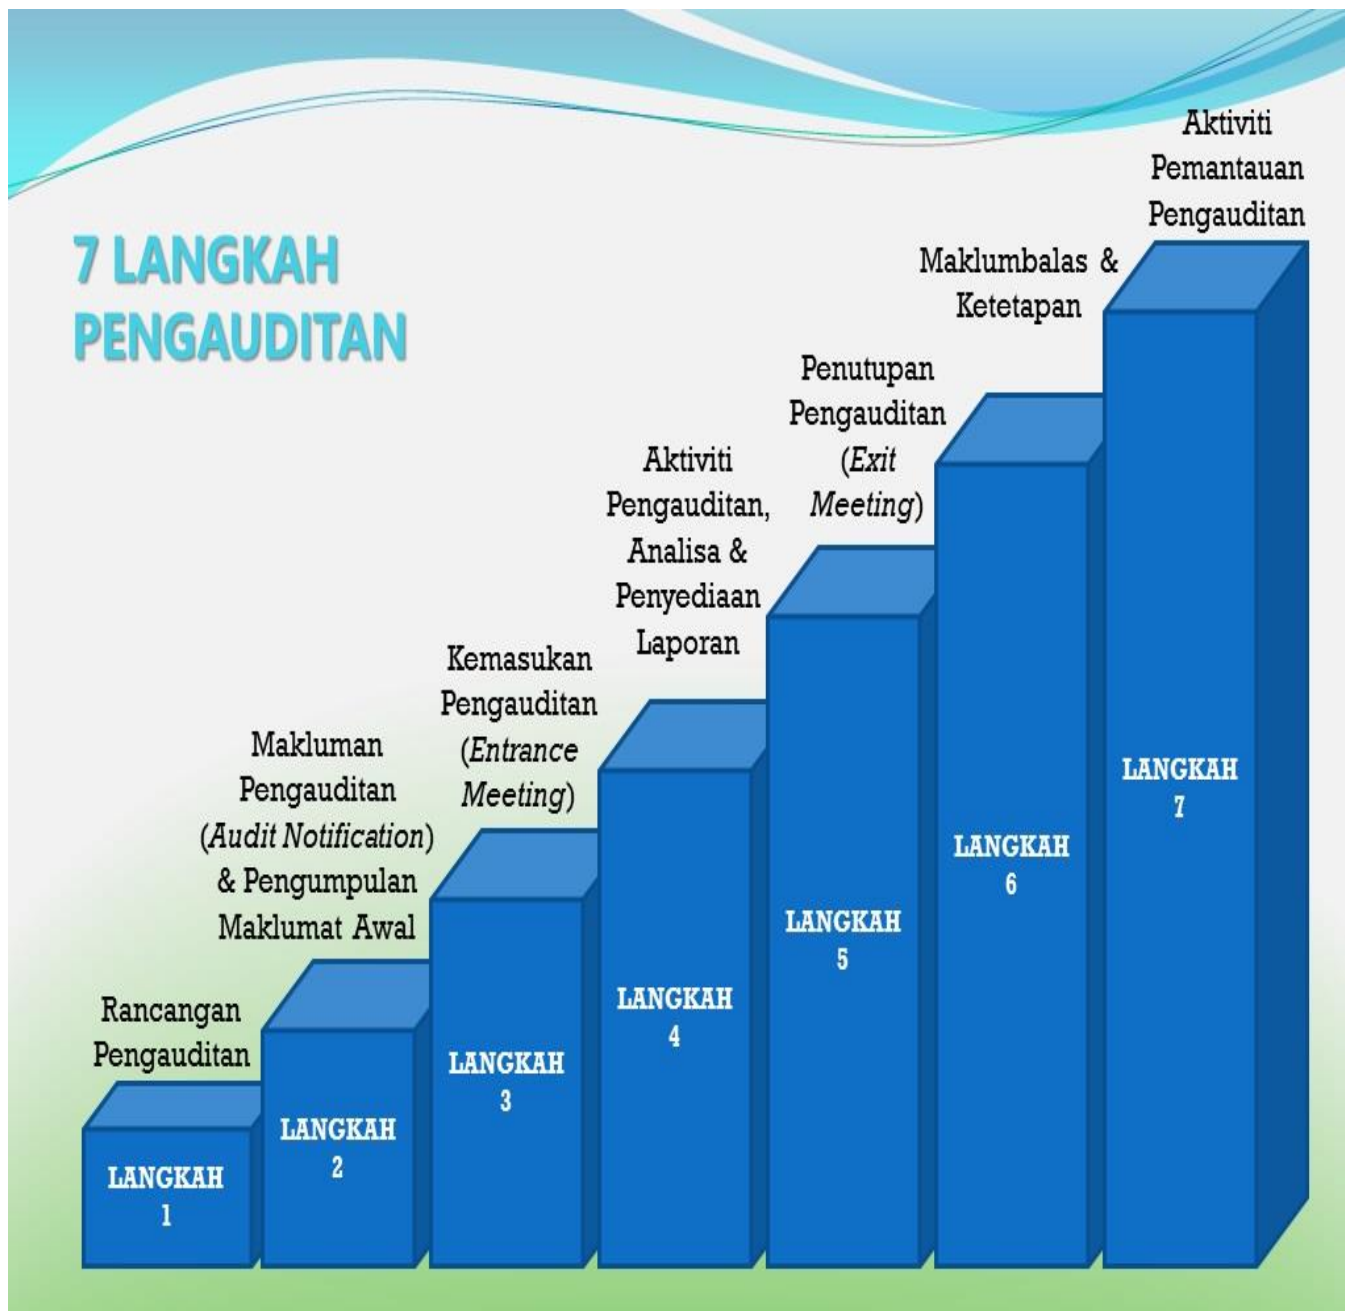 7 LANGKAH
PENGAUDITAN
Rancangan
Pengauditan
LANGKAH
1
Makluman
Pengauditan
(Audit Notification)
& Pengumpulan
Maklumat Awal
LANGKAH
2
Kemasukan
Pengauditan
(Entrance
Meeting)
LANGKAH
3
Aktiviti
Pengauditan,
Analisa &
Penyediaan
Laporan
LANGKAH
4
Penutupan
Pengauditan
(Exit
Meeting)
LANGKAH
5
Maklumbalas &
Ketetapan
LANGKAH
6
Aktiviti
Pemantauan
Pengauditan
LANGKAH
7